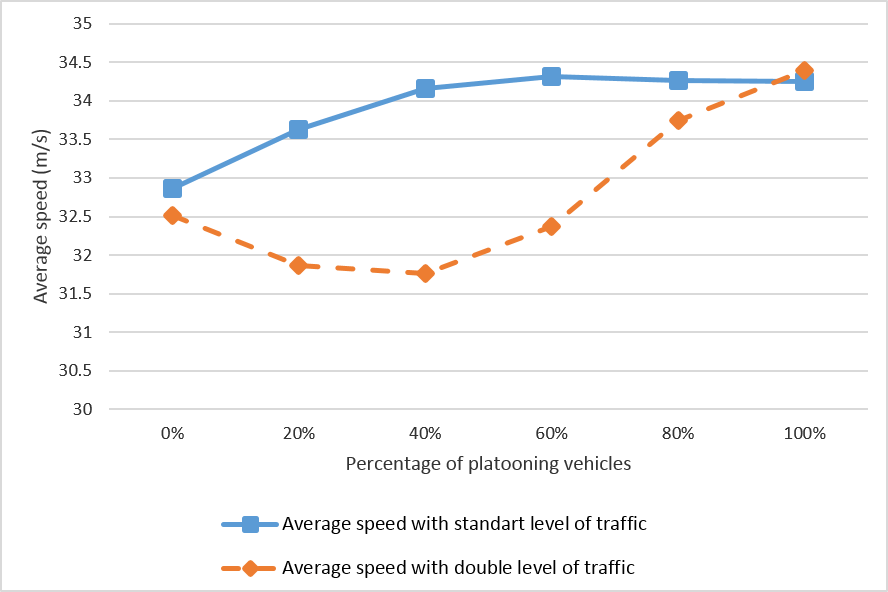 35
34.5
34
33.5
33
32.5
32
31.5
31
30.5
30
Average speed (m/s)
0% 20% 40% 60% 80% 100%
Percentage of platooning vehicles
Average speed with standart level of traffic
Average speed with double level of traffic